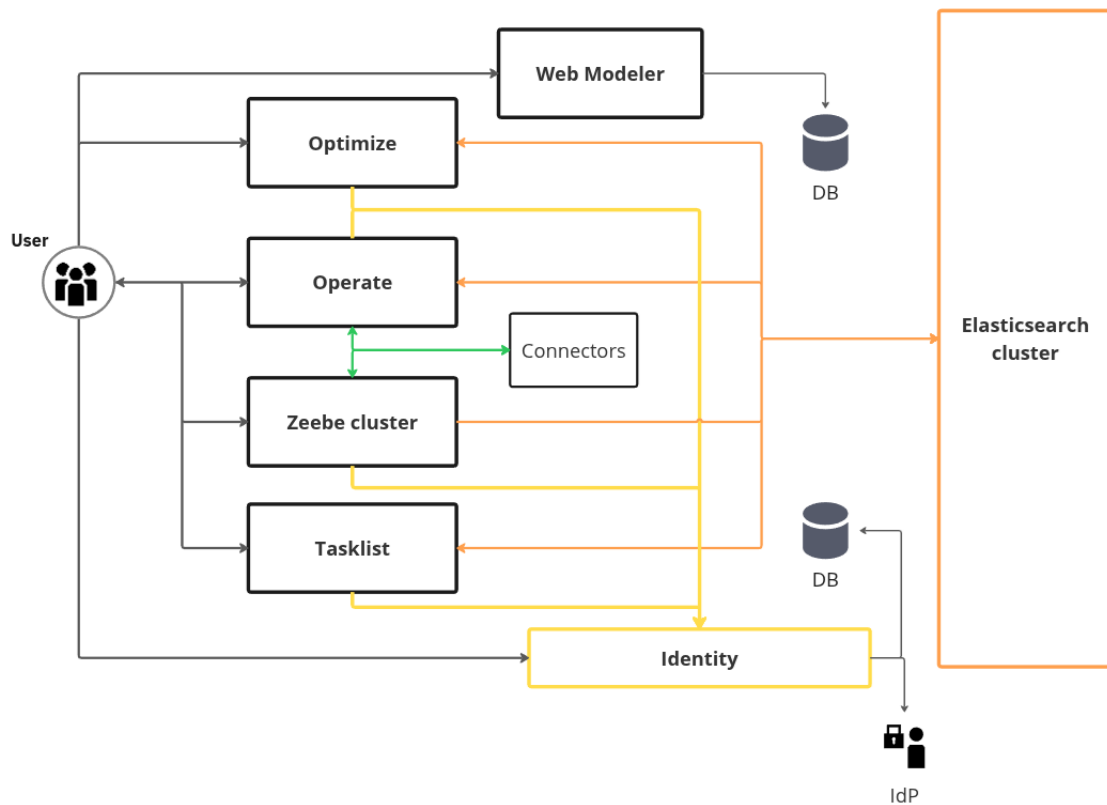 Web Modeler
Optimize
DB
User
Operate
Elasticsearch
cluster
Connectors
Zeebe cluster
Tasklist
DB
Identity
IdP